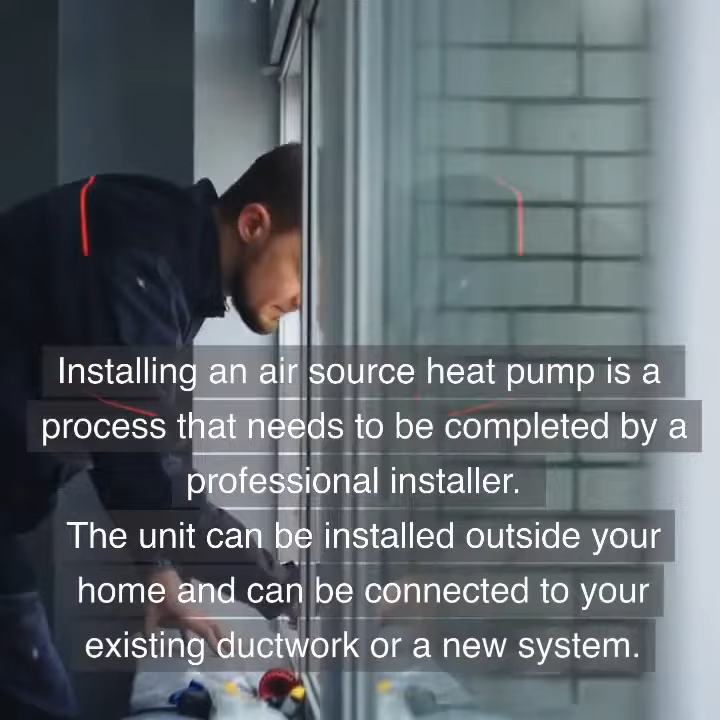 Installing an air source heat pump is a
process that needs to be completed by a
professional installer.
The unit can be installed outside your
home and can be connected to your
existing ductwork or a new system.